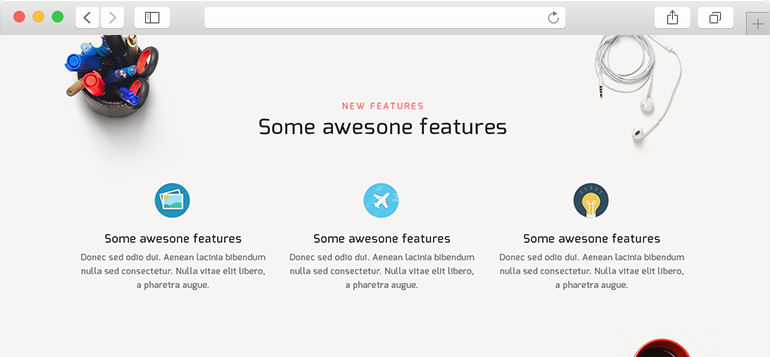 NEW FEATURES
Some awesone features
Some awesone features
Donec sed odio dui. Aenean lacinia bibendum
nulla sed consectetur. Nulla vitae elit libero,
a pharetra augue.
Some awesone features
Donec sed odio dui. Aenean lacinia bibendum
nulla sed consectetur. Nulla vitae elit libero,
a pharetra augue.
Some awesone features
Donec sed odio dui. Aenean lacinia bibendum
nulla sed consectetur. Nulla vitae elit libero,
a pharetra augue.